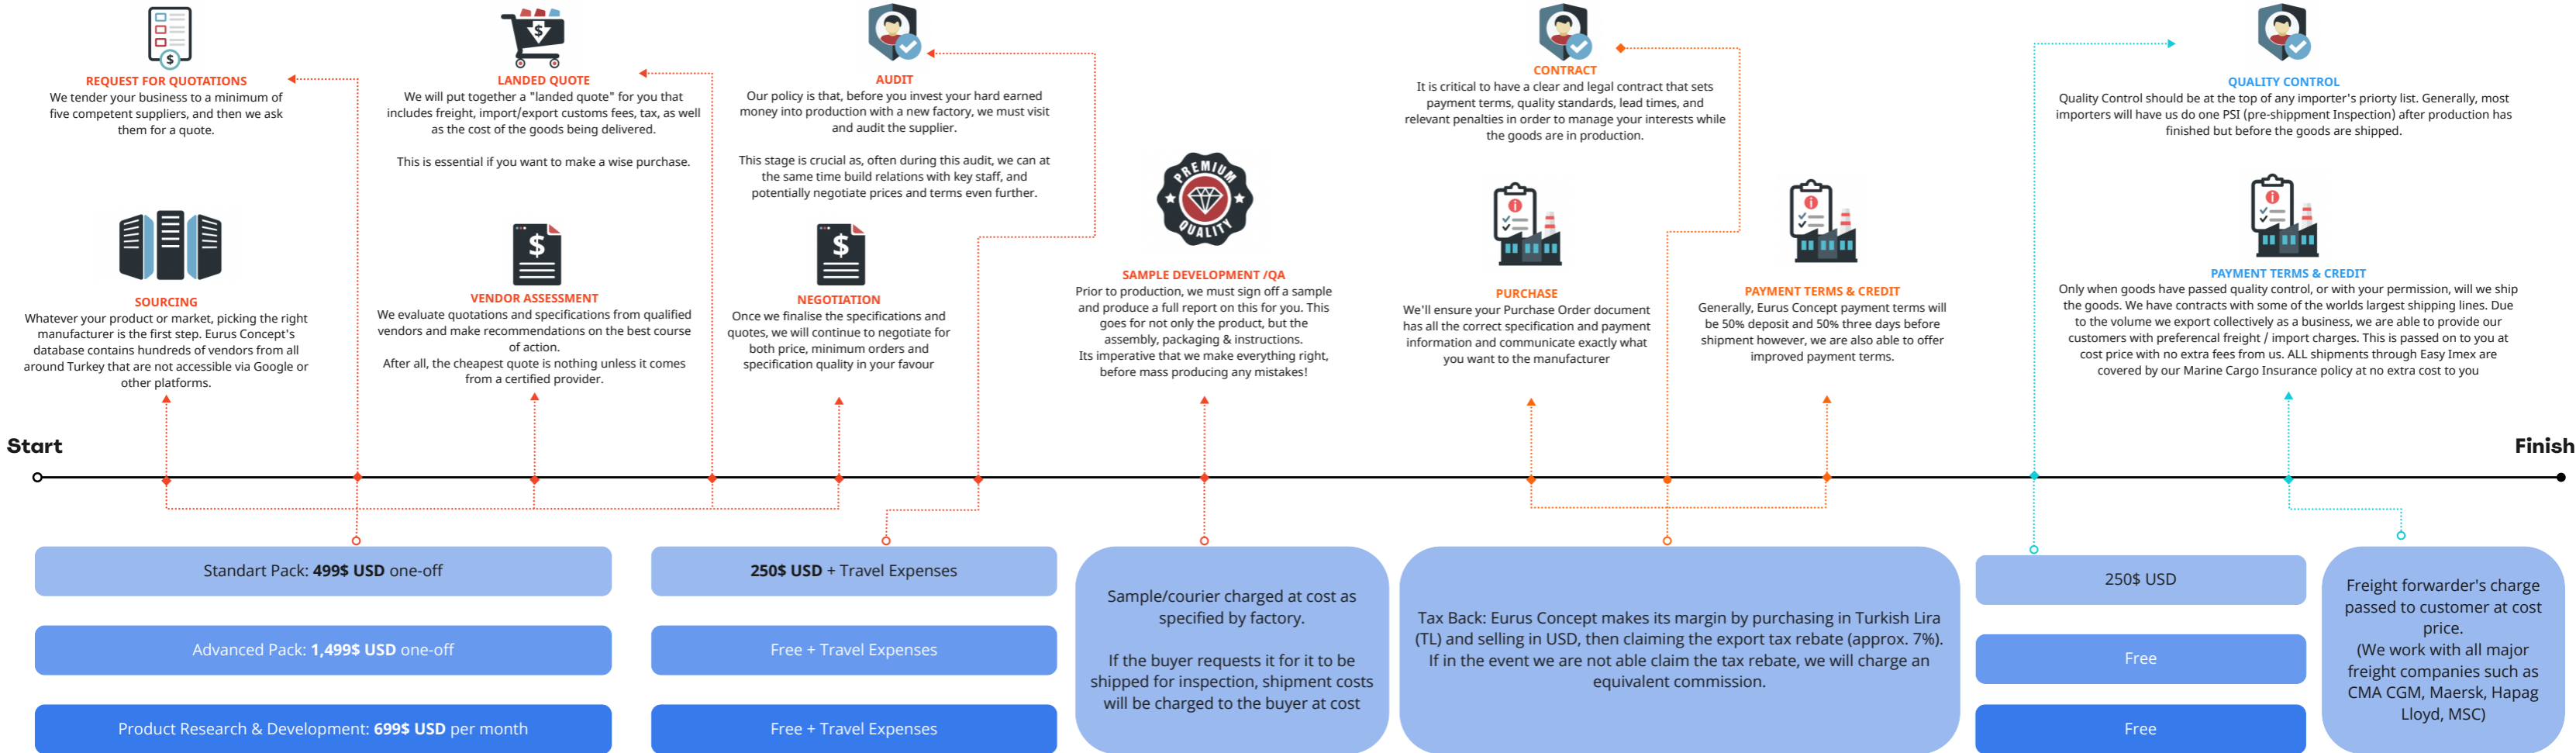 REQUEST FOR QUOTATIONS
We tender your business to a minimum of
five competent suppliers, and then we ask
them for a quote.
SOURCING
Whatever your product or market, picking the right
manufacturer is the first step. Eurus Concept's
database contains hundreds of vendors from all
around Turkey that are not accessible via Google or
other platforms.
LANDED QUOTE
We will put together a "landed quote" for you that
includes freight, import/export customs fees, tax, as well
as the cost of the goods being delivered.
This is essential if you want to make a wise purchase.
VENDOR ASSESSMENT
We evaluate quotations and specifications from qualified
vendors and make recommendations on the best course
of action.
After all, the cheapest quote is nothing unless it comes
from a certified provider.
AUDIT
Our policy is that, before you invest your hard earned
money into production with a new factory, we must visit
and audit the supplier.
This stage is crucial as, often during this audit, we can at
the same time build relations with key staff, and
potentially negotiate prices and terms even further.
NEGOTIATION
Once we finalise the specifications and
quotes, we will continue to negotiate for
both price, minimum orders and
specification quality in your favour
PREMIUM
QUALITY
SAMPLE DEVELOPMENT /QA
Prior to production, we must sign off a sample
and produce a full report on this for you. This
goes for not only the product, but the
assembly, packaging & instructions.
Its imperative that we make everything right,
before mass producing any mistakes!
CONTRACT
It is critical to have a clear and legal contract that sets
payment terms, quality standards, lead times, and
relevant penalties in order to manage your interests while
the goods are in production.
PURCHASE
We'll ensure your Purchase Order document
has all the correct specification and payment
information and communicate exactly what
you want to the manufacturer
PAYMENT TERMS & CREDIT
Generally, Eurus Concept payment terms will
be 50% deposit and 50% three days before
shipment however, we are also able to offer
improved payment terms.
QUALITY CONTROL
Quality Control should be at the top of any importer's priorty list. Generally, most
importers will have us do one PSI (pre-shippment Inspection) after production has
finished but before the goods are shipped.
PAYMENT TERMS & CREDIT
Only when goods have passed quality control, or with your permission, will we ship
the goods. We have contracts with some of the worlds largest shipping lines. Due
to the volume we export collectively as a business, we are able to provide our
customers with preferencal freight / import charges. This is passed on to you at
cost price with no extra fees from us. ALL shipments through Easy Imex are
covered by our Marine Cargo Insurance policy at no extra cost to you
Start
Finish
Standart Pack: 499$ USD one-off
Advanced Pack: 1,499$ USD one-off
Product Research & Development: 699$ USD per month
250$ USD + Travel Expenses
Free + Travel Expenses
Free + Travel Expenses
Sample/courier charged at cost as
specified by factory.
If the buyer requests it for it to be
shipped for inspection, shipment costs
will be charged to the buyer at cost
Tax Back: Eurus Concept makes its margin by purchasing in Turkish Lira
(TL) and selling in USD, then claiming the export tax rebate (approx. 7%).
If in the event we are not able claim the tax rebate, we will charge an
equivalent commission.
250$ USD
Free
Free
Freight forwarder's charge
passed to customer at cost
price.
(We work with all major
freight companies such as
CMA CGM, Maersk, Hapag
Lloyd, MSC)